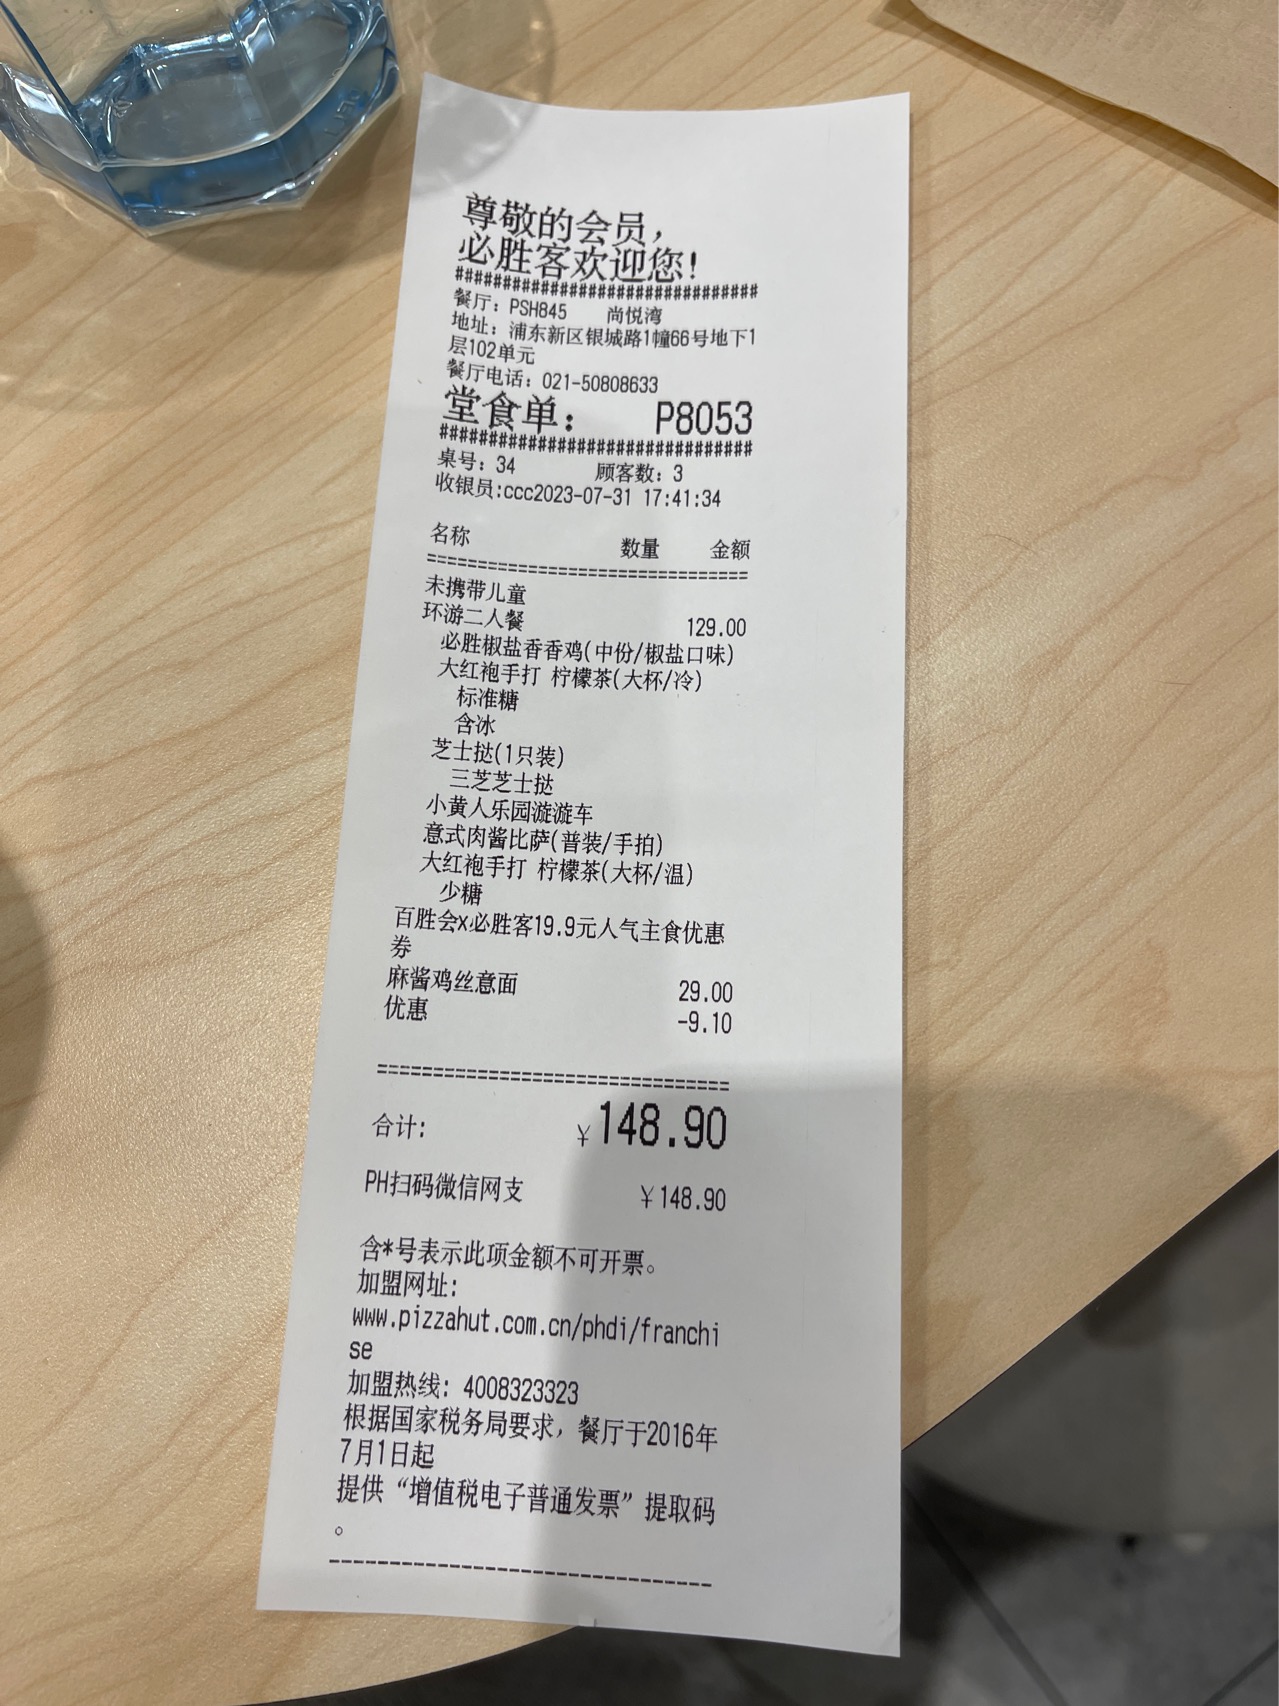 尊敬的会员，
必胜客欢迎您！
################################
餐厅：PSH845 尚悦湾
地址：浦东新区银城路1幢66号地下1
层102单元
餐厅电话：021-50808633
堂食单： P8053
################################
桌号：34 顾客数：3
收银员:ccc2023-07-31 17:41:34
名称 数量 金额
================================
未携带儿童
环游二人餐 129.00
必胜椒盐香香鸡(中份/椒盐口味)
大红袍手打 柠檬茶(大杯/冷)
标准糖
含冰
芝士挞(1只装)
三芝芝士挞
小黄人乐园漩漩车
意式肉酱比萨(普装/手拍)
大红袍手打 柠檬茶(大杯/温)
少糖
百胜会x必胜客19.9元人气主食优惠
券
麻酱鸡丝意面 29.00
优惠 -9.10
================================
合计: ￥148.90
PH扫码微信网支 ￥148.90
含*号表示此项金额不可开票。
加盟网址:
www.pizzahut.com.cn/phdi/franchi
se
加盟热线: 4008323323
根据国家税务局要求，餐厅于2016年
7月1日起
提供“增值税电子普通发票”提取码
。
--------------------------------